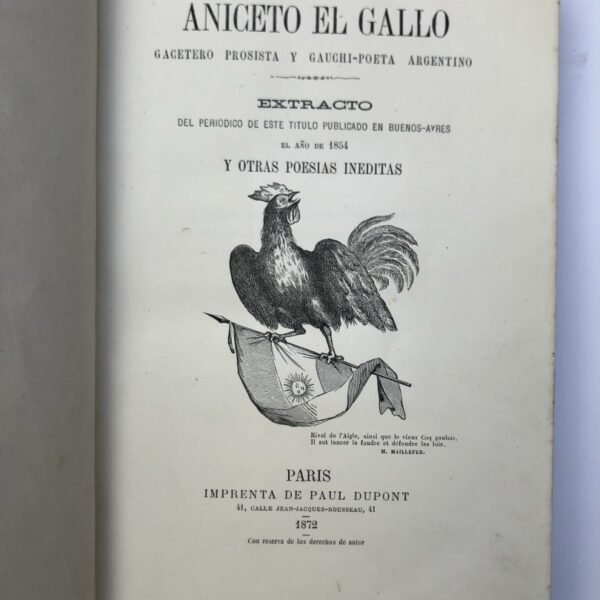 ANICETO EL GALLO
GACETERO PROSISTA Y GAUCHI-POETA ARGENTINO
EXTRACTO
DEL PERIODICO DE ESTE TITULO PUBLICADO EN BUENOS-AYRES
EL AÑO DE 1854
Y OTRAS POESIAS INEDITAS
Rival de l'Aigle, ainsi que le vieux Coq gaulois,
Il sut lancer la foudre et défendre les lois.
M. MAILLEFER.
PARIS
IMPRENTA DE PAUL DUPONT
41, CALLE JEAN-JACQUES-ROUSSEAU, 41
1872
Con reserva de los derechos de autor